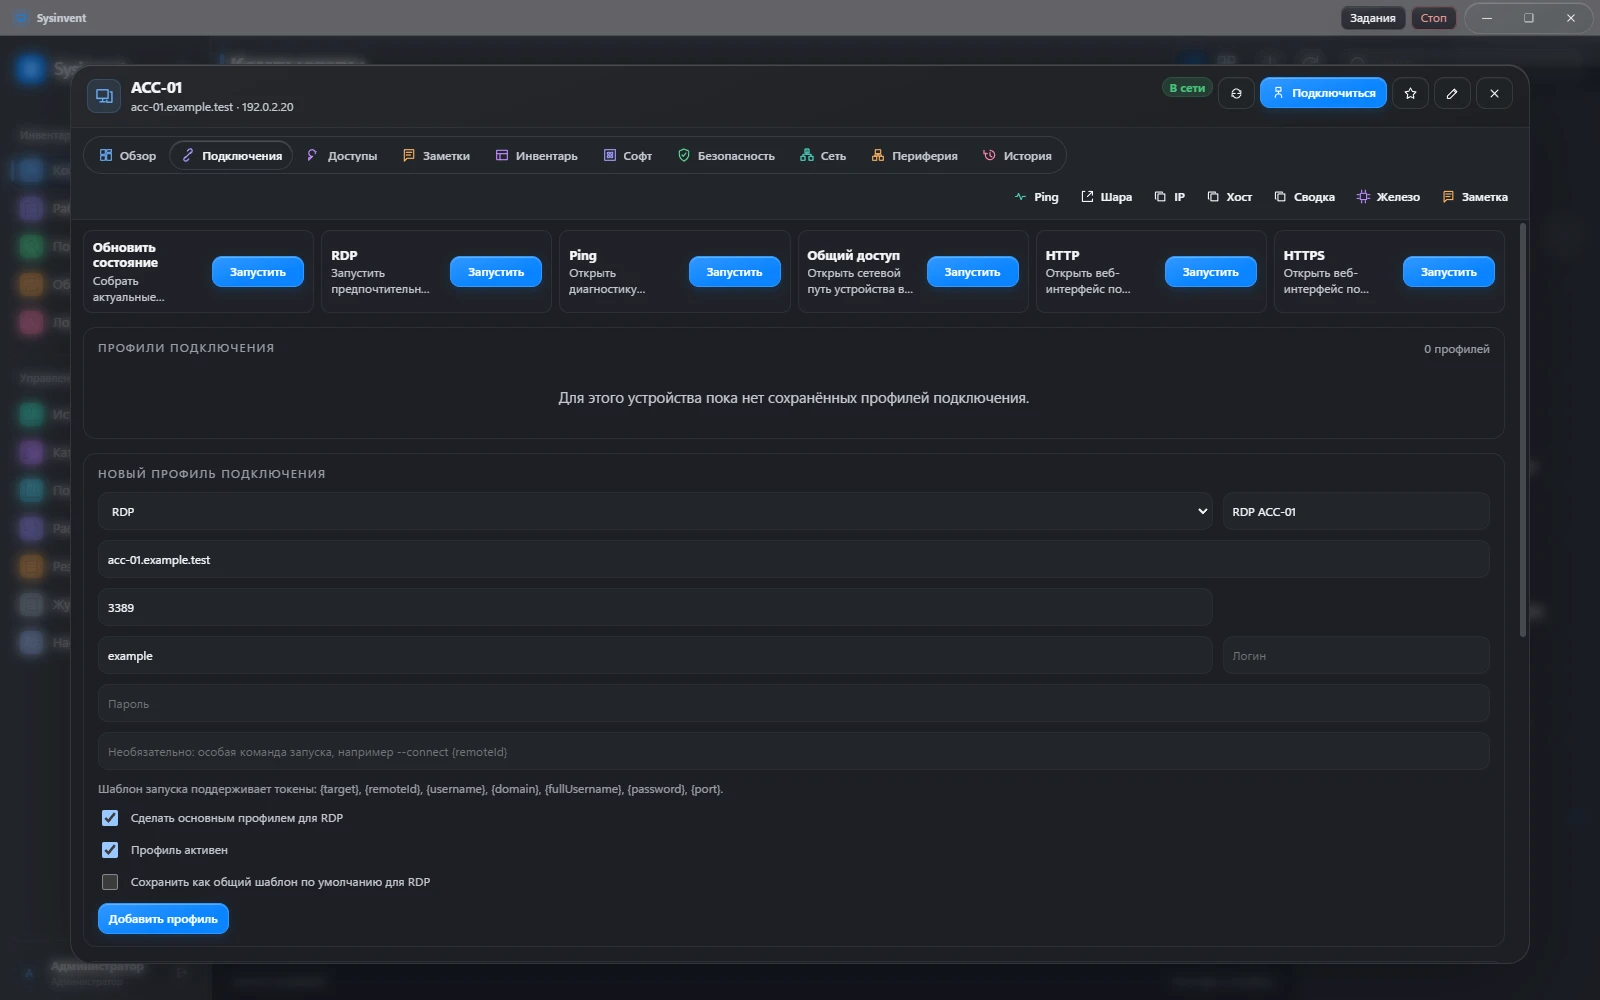 Sysinvent
Задания
Стоп
ACC-01
acc-01.example.test · 192.0.2.20
В сети
Подключиться
Обзор
Подключения
Доступы
Заметки
Инвентарь
Софт
Безопасность
Сеть
Периферия
История
Ping
Шара
IP
Хост
Сводка
Железо
Заметка
Обновить
состояние
Собрать
актуальные...
Запустить
RDP
Запустить
предпочтительн...
Запустить
Ping
Открыть
диагностику...
Запустить
Общий доступ
Открыть сетевой
путь устройства в...
Запустить
HTTP
Открыть веб-
интерфейс по...
Запустить
HTTPS
Открыть веб-
интерфейс по...
Запустить
ПРОФИЛИ ПОДКЛЮЧЕНИЯ
0 профилей
Для этого устройства пока нет сохранённых профилей подключения.
НОВЫЙ ПРОФИЛЬ ПОДКЛЮЧЕНИЯ
RDP
RDP ACC-01
acc-01.example.test
3389
example
Логин
Пароль
Необязательно: особая команда запуска, например --connect {remoteId}
Шаблон запуска поддерживает токены: {target}, {remoteId}, {username}, {domain}, {fullUsername}, {password}, {port}.
Сделать основным профилем для RDP
Профиль активен
Сохранить как общий шаблон по умолчанию для RDP
Добавить профиль
Администратор